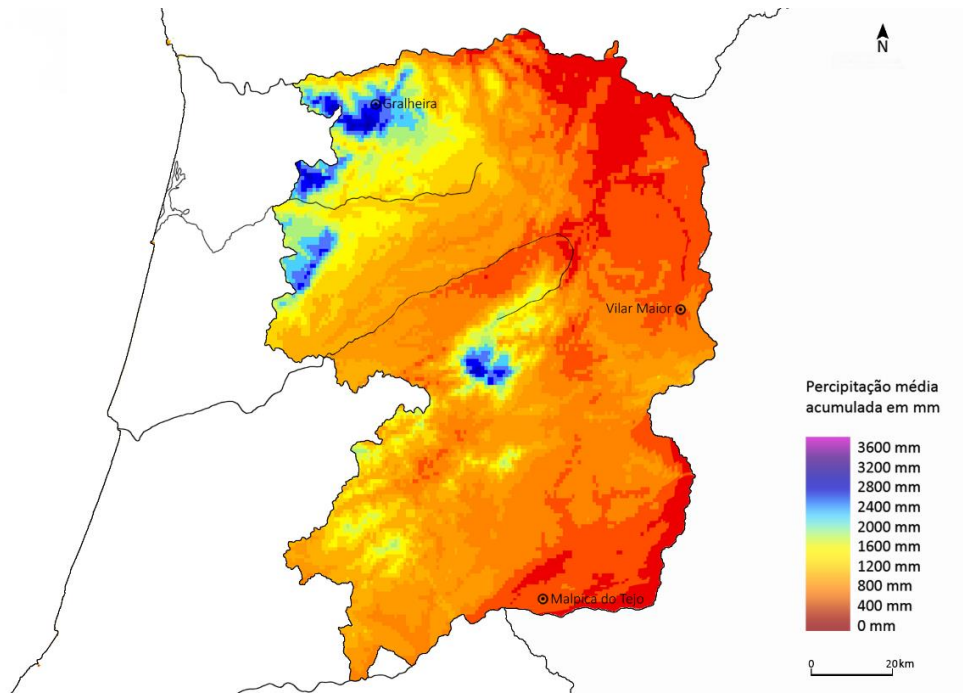 N
Gralheira
Vilar Maior
Malpica do Tejo
Percipitação média
acumulada em mm
3600 mm
3200 mm
2800 mm
2400 mm
2000 mm
1600 mm
1200 mm
800 mm
400 mm
0 mm
0 20km